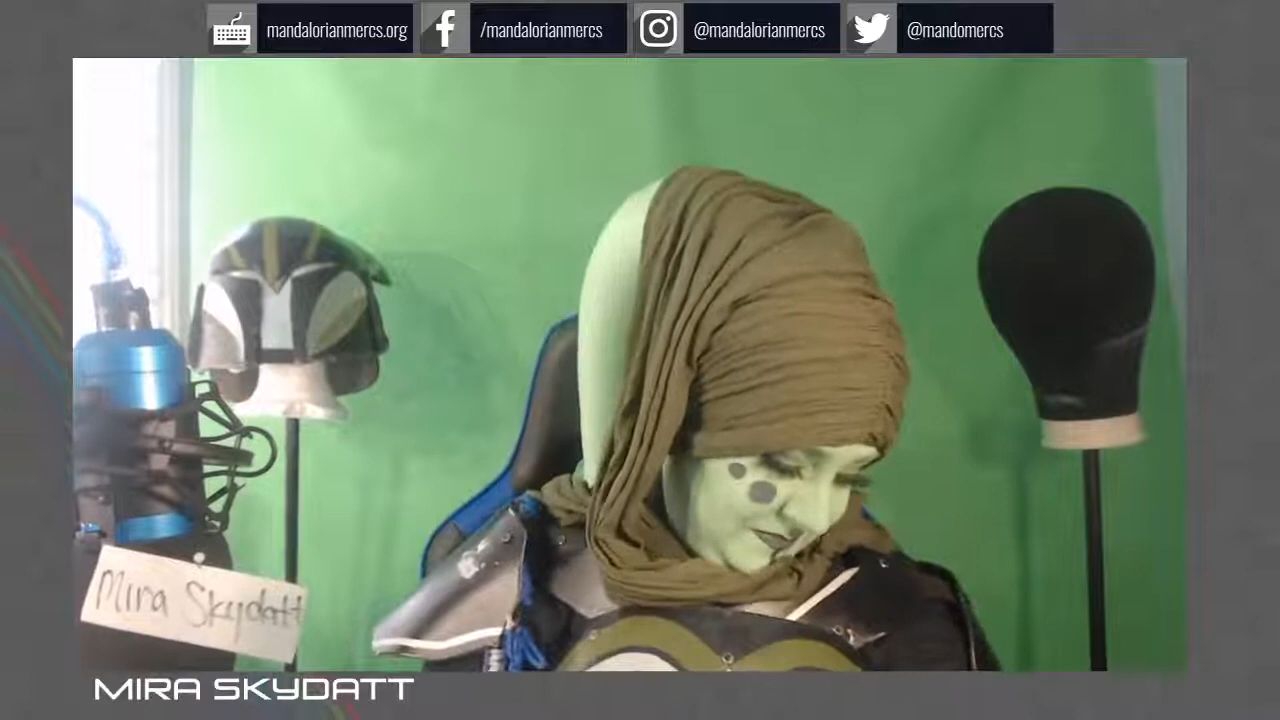 mandalorianmercs.org
/mandalorianmercs
@mandalorianmercs
@mandomercs
Mira Skydatt
MIRA SKYDATT